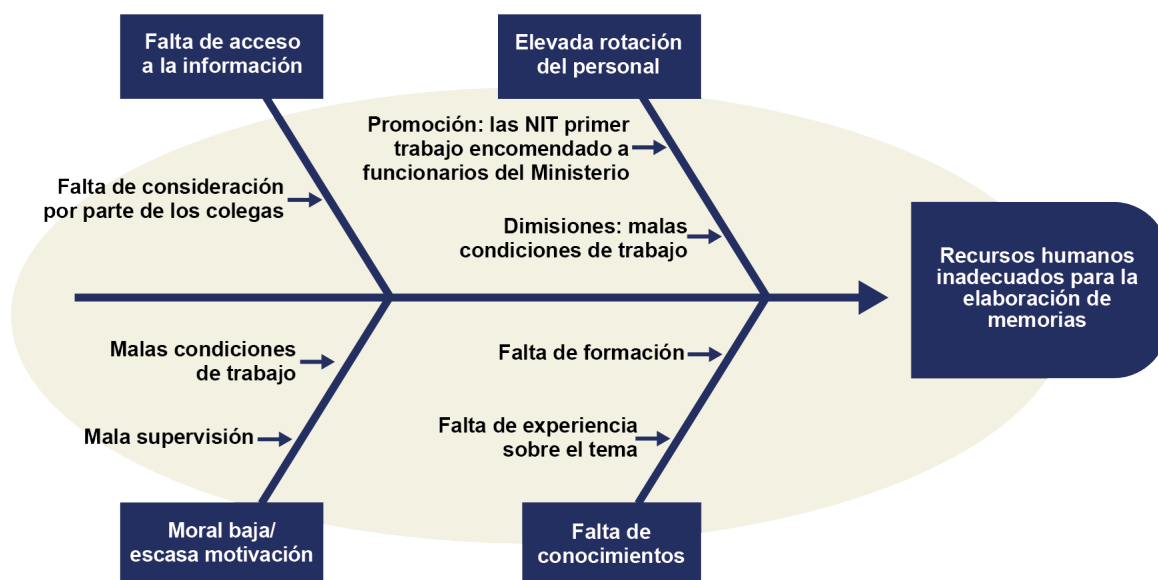 Falta de acceso
a la información
Elevada rotación
del personal
Promoción: las NIT primer
trabajo encomendado a
funcionarios del Ministerio
Falta de consideración
por parte de los colegas
Dimisiones: malas
condiciones de trabajo
Recursos humanos
inadecuados para la
elaboración de
memorias
Malas condiciones
de trabajo
Falta de formación
Mala supervisión
Falta de experiencia
sobre el tema
Moral baja/
escasa motivación
Falta de
conocimientos